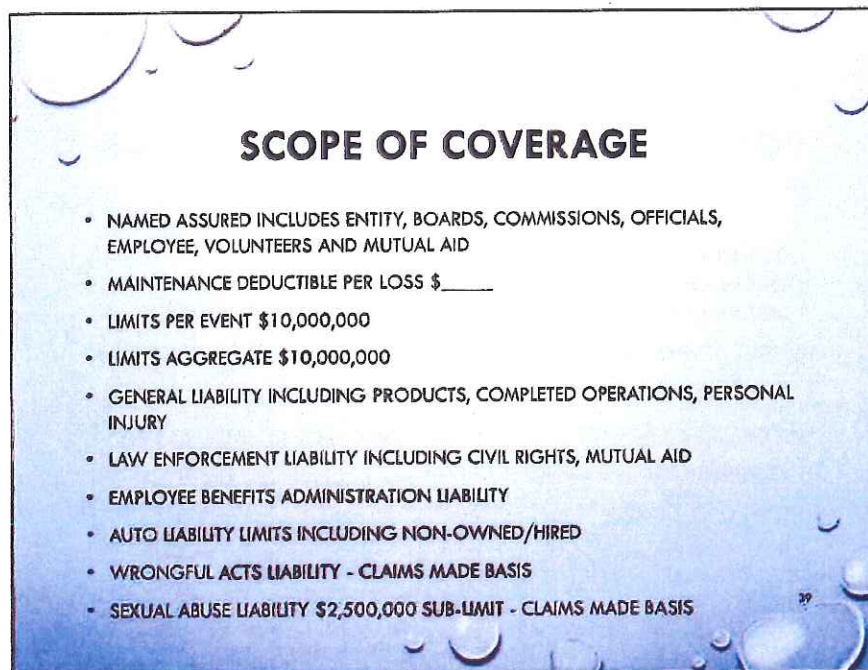 SCOPE OF COVERAGE
• NAMED ASSURED INCLUDES ENTITY, BOARDS, COMMISSIONS, OFFICIALS,
EMPLOYEE, VOLUNTEERS AND MUTUAL AID
• MAINTENANCE DEDUCTIBLE PER LOSS $_____
• LIMITS PER EVENT $10,000,000
• LIMITS AGGREGATE $10,000,000
• GENERAL LIABILITY INCLUDING PRODUCTS, COMPLETED OPERATIONS, PERSONAL
INJURY
• LAW ENFORCEMENT LIABILITY INCLUDING CIVIL RIGHTS, MUTUAL AID
• EMPLOYEE BENEFITS ADMINISTRATION LIABILITY
• AUTO LIABILITY LIMITS INCLUDING NON-OWNED/HIRED
• WRONGFUL ACTS LIABILITY - CLAIMS MADE BASIS
• SEXUAL ABUSE LIABILITY $2,500,000 SUB-LIMIT - CLAIMS MADE BASIS
39